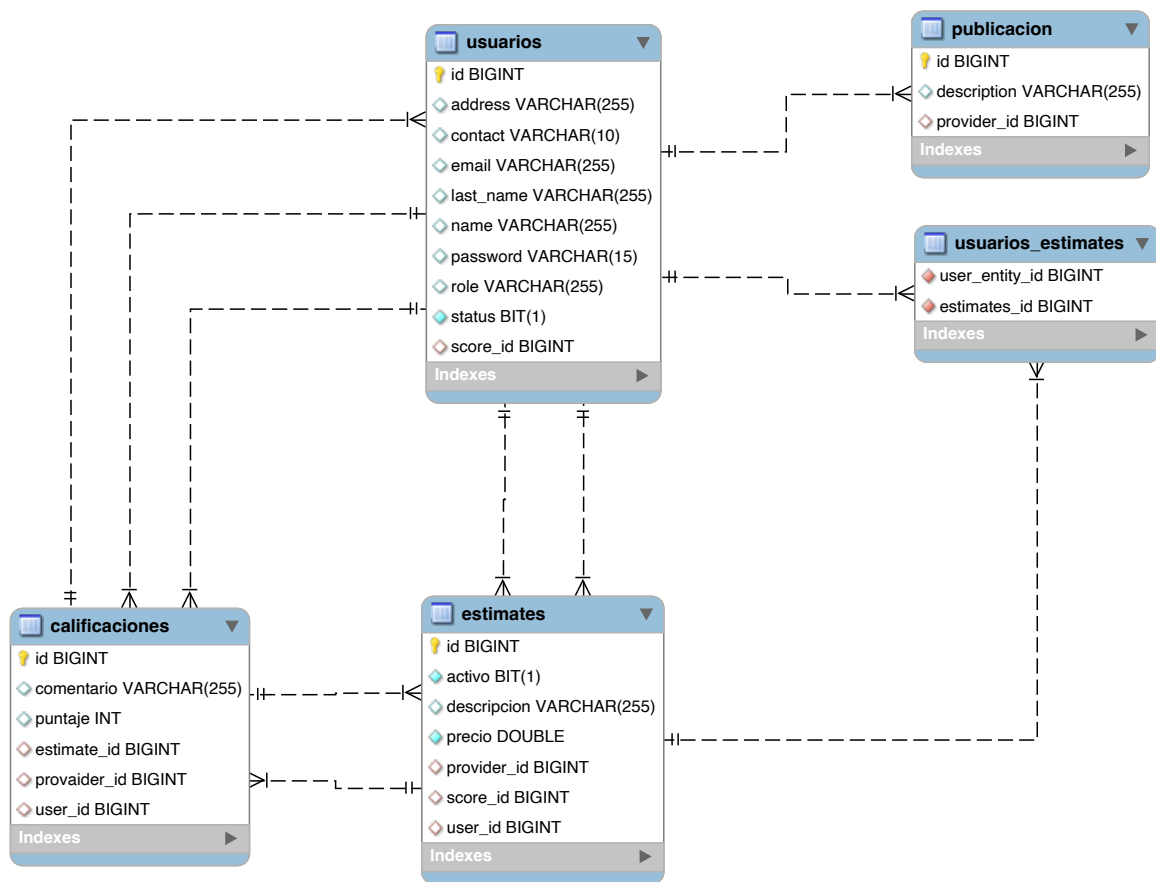 usuarios
id BIGINT
address VARCHAR(255)
contact VARCHAR(10)
email VARCHAR(255)
last_name VARCHAR(255)
name VARCHAR(255)
password VARCHAR(15)
role VARCHAR(255)
status BIT(1)
score_id BIGINT
Indexes
publicacion
id BIGINT
description VARCHAR(255)
provider_id BIGINT
Indexes
usuarios_estimates
user_entity_id BIGINT
estimates_id BIGINT
Indexes
calificaciones
id BIGINT
comentario VARCHAR(255)
puntaje INT
estimate_id BIGINT
provaider_id BIGINT
user_id BIGINT
Indexes
estimates
id BIGINT
activo BIT(1)
descripcion VARCHAR(255)
precio DOUBLE
provider_id BIGINT
score_id BIGINT
user_id BIGINT
Indexes